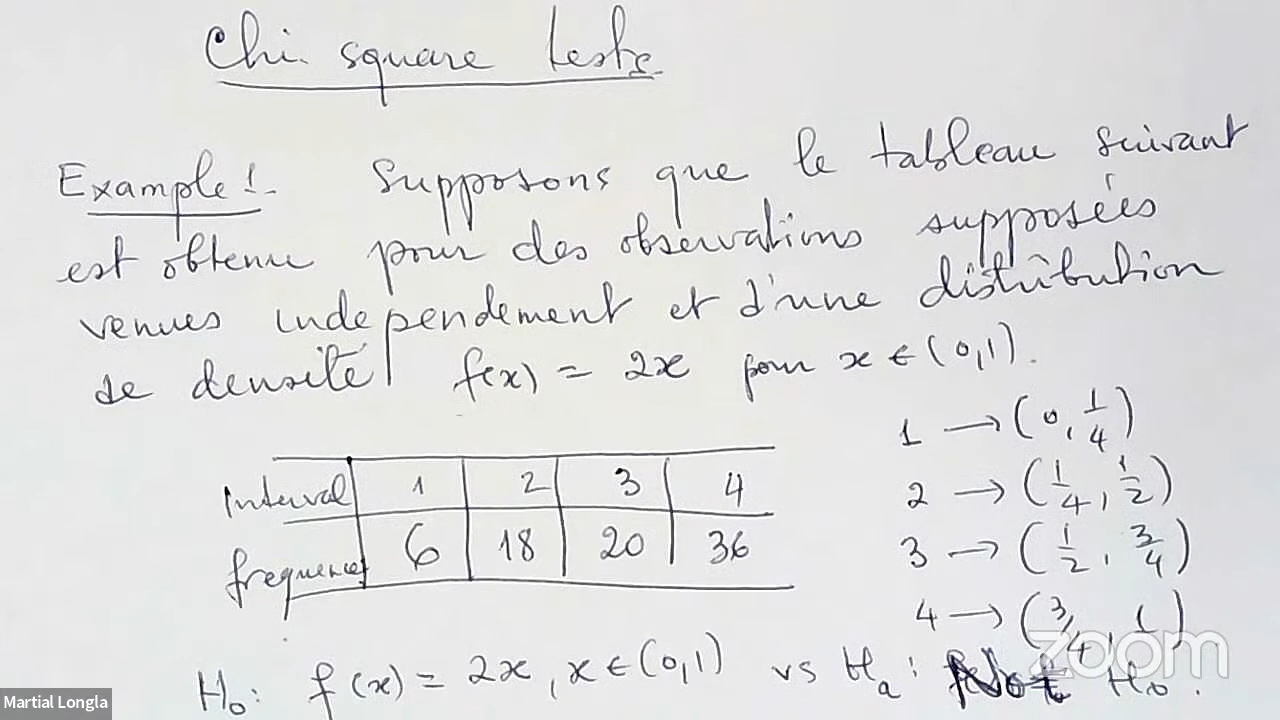 Chi-square tests
Example 1. Supposons que le tableau suivant
est obtenu pour des observations supposées
venues independement et d'une distribution
de densité f(x) = 2x pour x ∈ (0,1).
1 → (0, 1/4)
2 → (1/4, 1/2)
3 → (1/2, 3/4)
4 → (3/4, 1)
Interval 1 2 3 4
frequences 6 18 20 36
H₀: f(x) = 2x, x ∈ (0,1) vs Hₐ: Not H₀.
zoom
Martial Longla